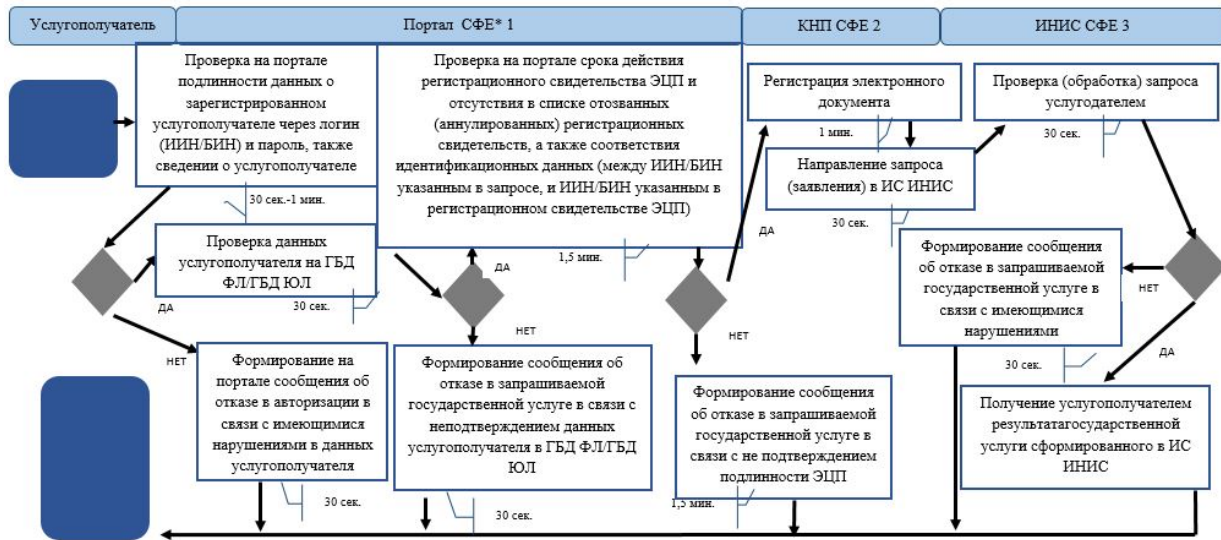 Услугополучатель
Портал СФЕ* 1
КНП СФЕ 2
ИНИС СФЕ 3
Проверка на портале
подлинности данных о
зарегистрированном
услугополучателе через логин
(ИИН/БИН) и пароль, также
сведении о услугополучателе
30 сек.-1 мин.
Проверка на портале срока действия
регистрационного свидетельства ЭЦП и
отсутствия в списке отозванных
(аннулированных) регистрационных
свидетельств, а также соответствия
идентификационных данных (между ИИН/БИН
указанным в запросе, и ИИН/БИН указанным в
регистрационном свидетельстве ЭЦП)
1,5 мин.
Регистрация электронного
документа
1 мин.
Проверка (обработка) запроса
услугодателем
30 сек.
Направление запроса
(заявления) в ИС ИНИС
30 сек.
Проверка данных
услугополучателя на ГБД
ФЛ/ГБД ЮЛ
30 сек.
ДА
ДА
ДА
Формирование сообщения
об отказе в запрашиваемой
государственной услуге в
связи с имеющимися
нарушениями
30 сек.
НЕТ
ДА
НЕТ
НЕТ
НЕТ
Формирование на
портале сообщения об
отказе в авторизации в
связи с имеющимися
нарушениями в данных
услугополучателя
30 сек.
Формирование сообщения об
отказе в запрашиваемой
государственной услуге в связи с
неподтверждением данных
услугополучателя в ГБД ФЛ/ГБД
ЮЛ
30 сек.
Формирование сообщения
об отказе в запрашиваемой
государственной услуге в
связи с не подтверждением
подлинности ЭЦП
1,5 мин.
Получение услугополучателем
результатагосударственной
услуги сформированного в ИС
ИНИС